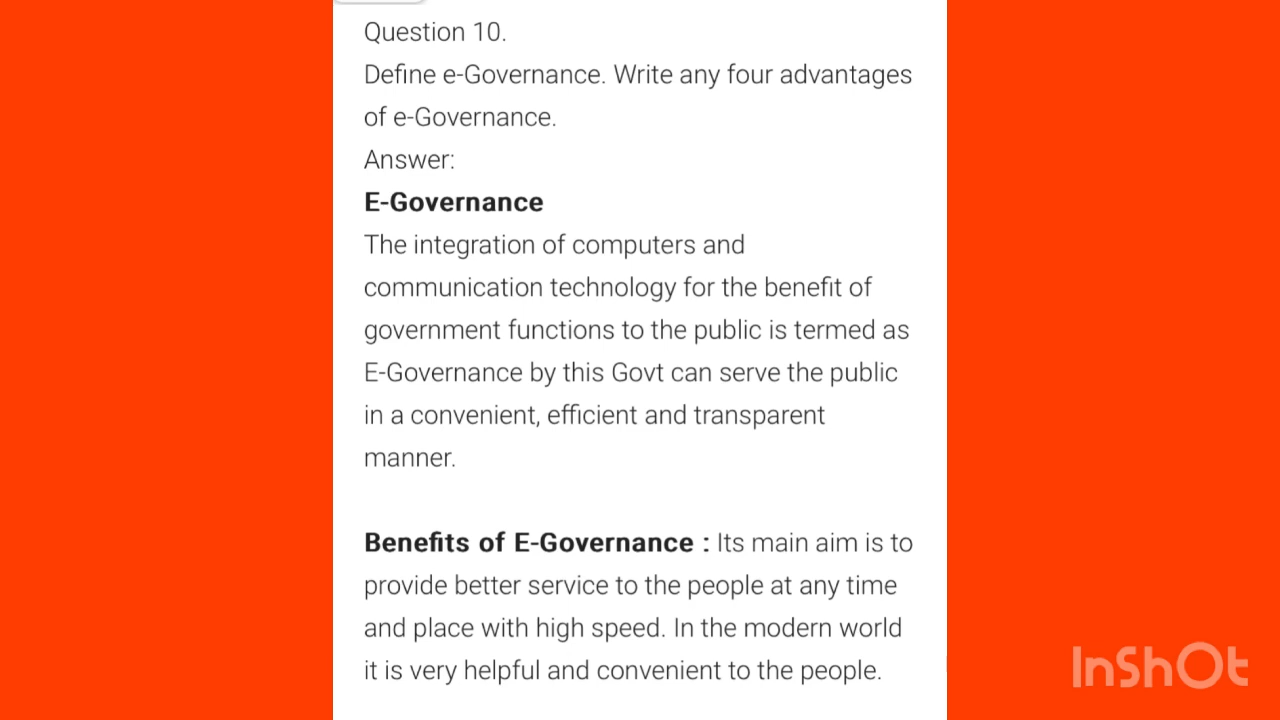 Question 10.
Define e-Governance. Write any four advantages
of e-Governance.
Answer:
E-Governance
The integration of computers and
communication technology for the benefit of
government functions to the public is termed as
E-Governance by this Govt can serve the public
in a convenient, efficient and transparent
manner.
Benefits of E-Governance : Its main aim is to
provide better service to the people at any time
and place with high speed. In the modern world
it is very helpful and convenient to the people.
InShOt